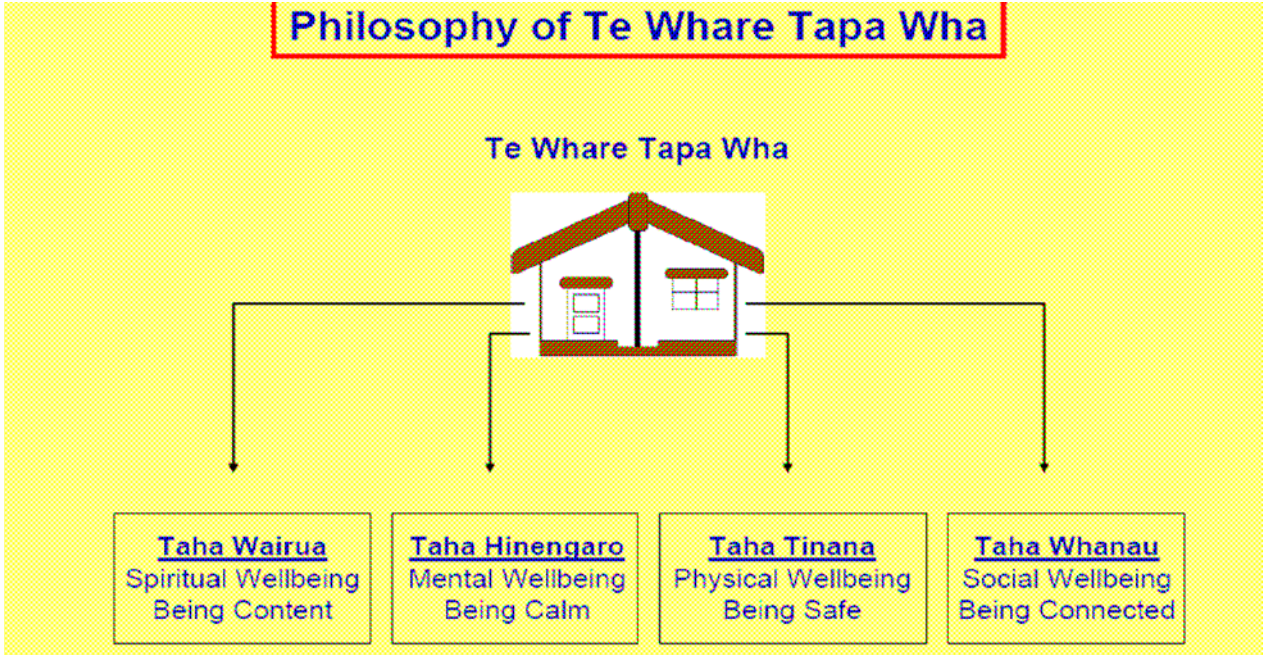 Philosophy of Te Whare Tapa Wha
Te Whare Tapa Wha
Taha Wairua
Spiritual Wellbeing
Being Content
Taha Hinengaro
Mental Wellbeing
Being Calm
Taha Tinana
Physical Wellbeing
Being Safe
Taha Whanau
Social Wellbeing
Being Connected